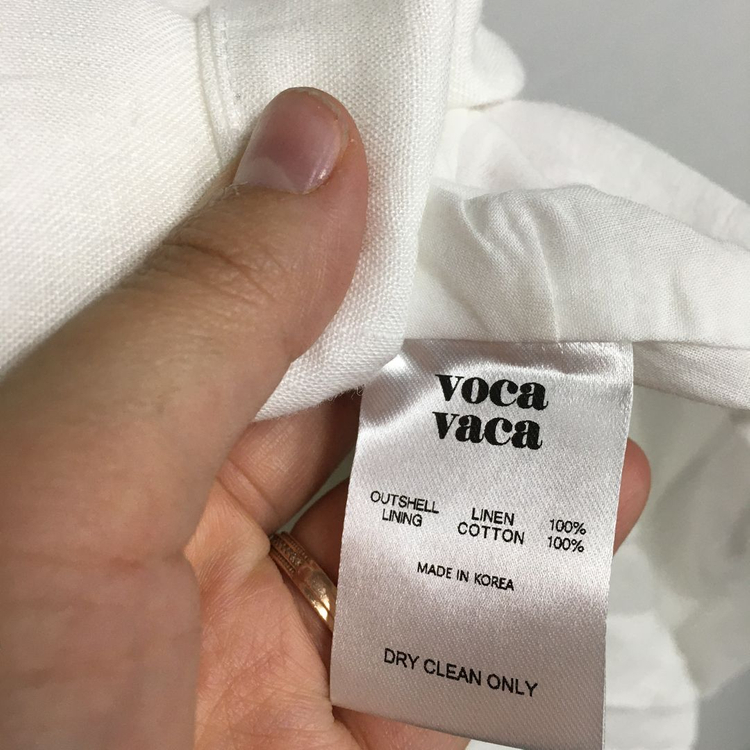 voca
vaca
OUTSHELL LINEN 100%
LINING COTTON 100%
MADE IN KOREA
DRY CLEAN ONLY